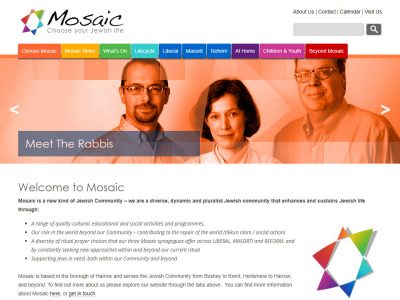 Mosaic
Choose your Jewish life
About Us | Contact | Calendar | Visit Us
Choose Mosaic
Mosaic News
What's On
Lifecycle
Liberal
Masorti
Reform
At Home
Children & Youth
Beyond Mosaic
Meet The Rabbis
Welcome to Mosaic
Mosaic is a new kind of Jewish Community – we are a diverse, dynamic and pluralist Jewish community that enhances and sustains Jewish life
through:
A range of quality cultural, educational and social activities and programmes.
Our role in the world beyond our Community – contributing to the repair of the world (tikkun olam) / social actions
A diversity of ritual prayer choices that our three Mosaic synagogues offer across LIBERAL, MASORTI and REFORM, and
by constantly seeking new opportunities within and beyond our current ritual
Supporting Jews in need, both within our Community and beyond
Mosaic is based in the borough of Harrow and serves the Jewish Community from Bushey to Brent, Hertsmere to Harrow,
and beyond. To find out more about us please explore our website through the tabs above. You can find more information
about Mosaic here, or get in touch